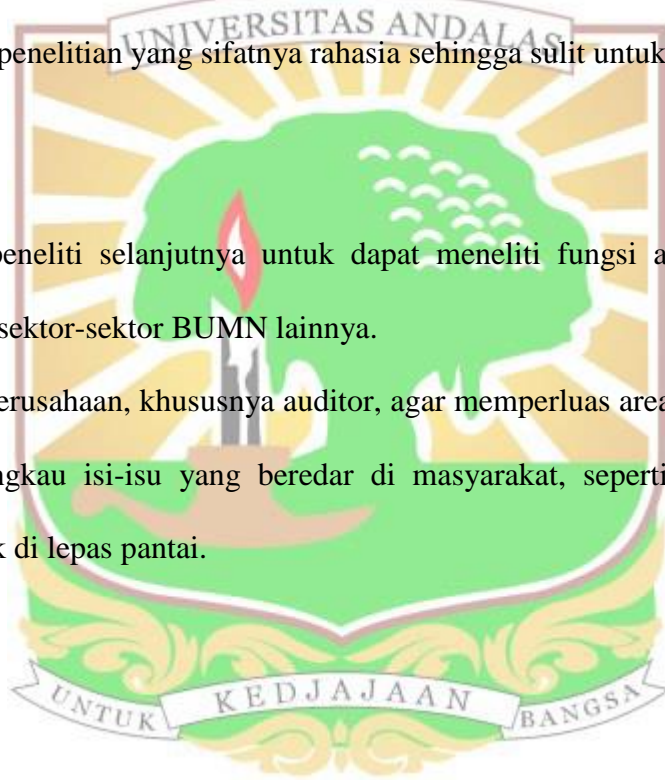 UNIVERSITAS ANDALAS
penelitian yang sifatnya rahasia sehingga sulit untuk
peneliti selanjutnya untuk dapat meneliti fungsi a
sektor-sektor BUMN lainnya.
erusahaan, khususnya auditor, agar memperluas area
ngkau isi-isu yang beredar di masyarakat, seperti
k di lepas pantai.
UNTUK KEDJAJAAN BANGSA